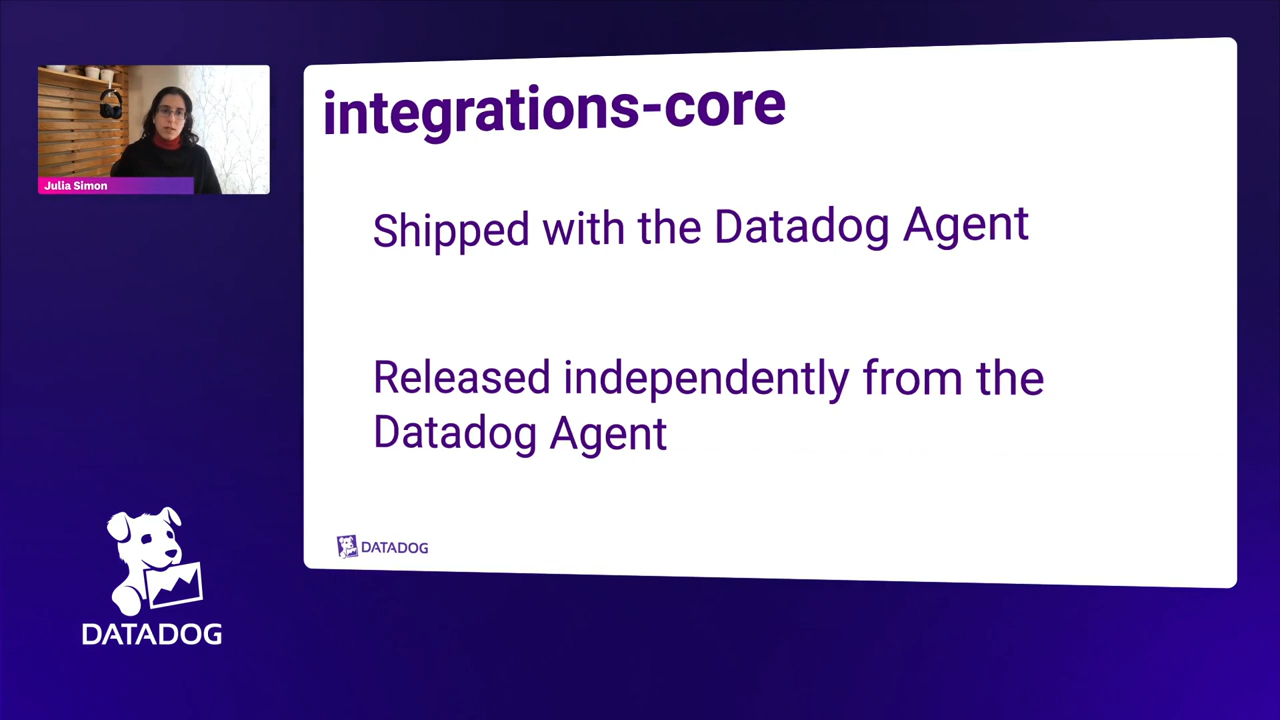 Julia Simon
integrations-core
Shipped with the Datadog Agent
Released independently from the
Datadog Agent
DATADOG
DATADOG